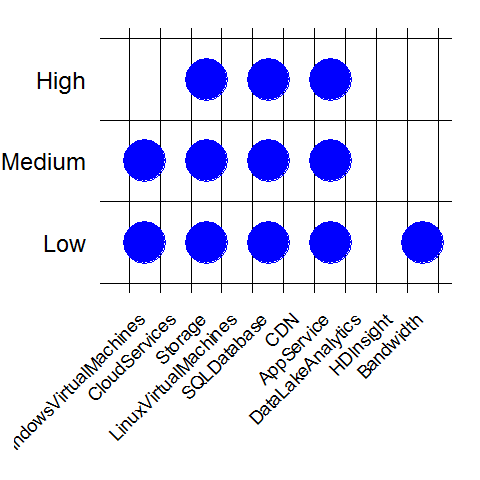 High
Medium
Low
ndowsVirtualMachines
CloudServices
Storage
LinuxVirtualMachines
SQLDatabase
CDN
AppService
DataLakeAnalytics
HDInsight
Bandwidth